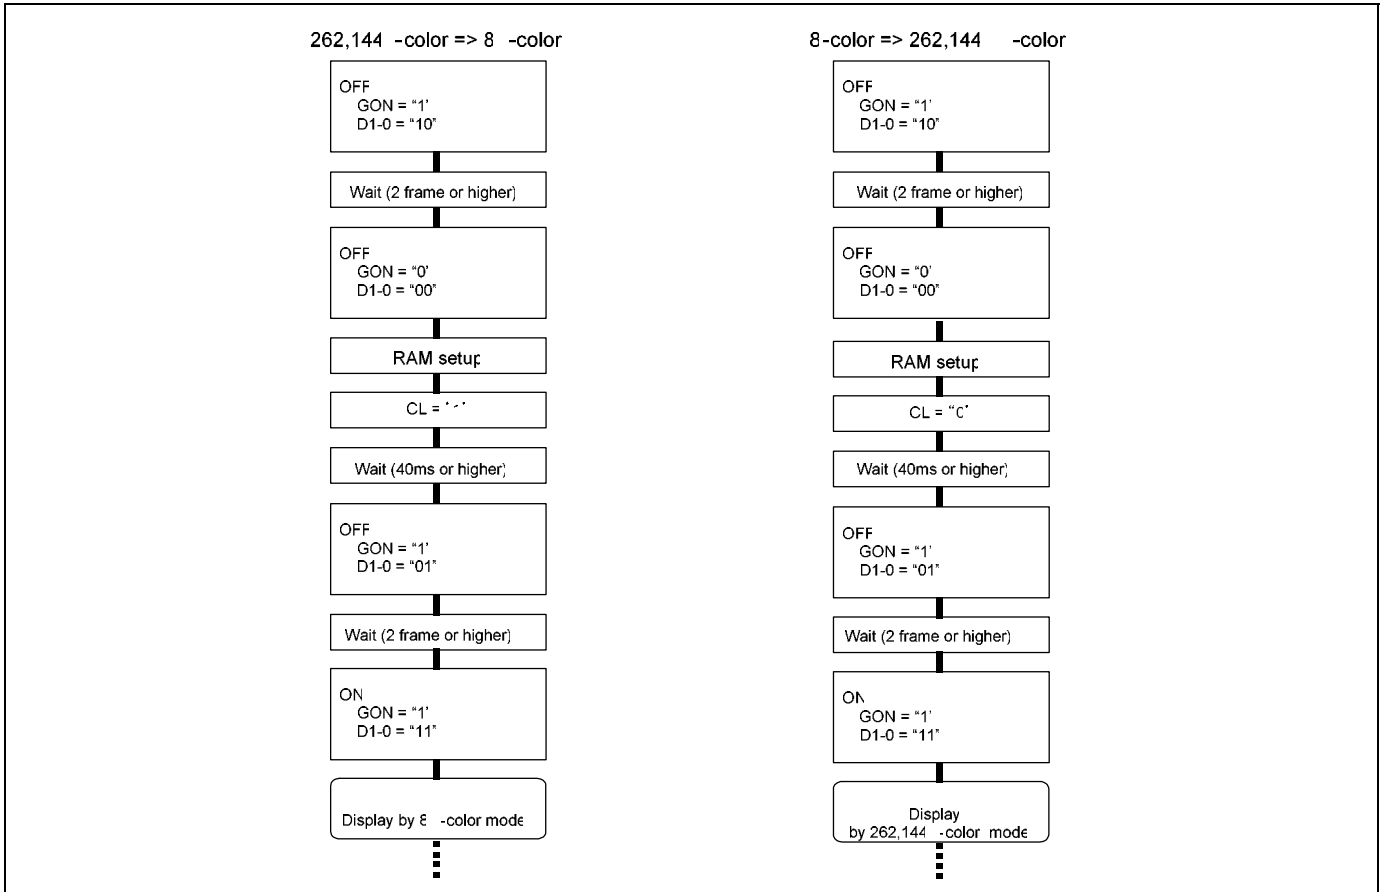 262,144 -color => 8 -color
OFF
GON = “1’
D1-0 = “10”
Wait (2 frame or higher)
OFF
GON = “0’
D1-0 = “00”
RAM setup
CL =
Wait (40ms or higher)
OFF
GON = “1’
D1-0 = “01”
Wait (2 frame or higher)
ON
GON = “1’
D1-0 = “11”
Display by 8 -color mode
8-color => 262,144 -color
OFF
GON = “1’
D1-0 = “10”
Wait (2 frame or higher)
OFF
GON = “0’
D1-0 = “00”
RAM setup
CL = “0’
Wait (40ms or higher)
OFF
GON = “1’
D1-0 = “01”
Wait (2 frame or higher)
ON
GON = “1’
D1-0 = “11”
Display
by 262,144 -color mode